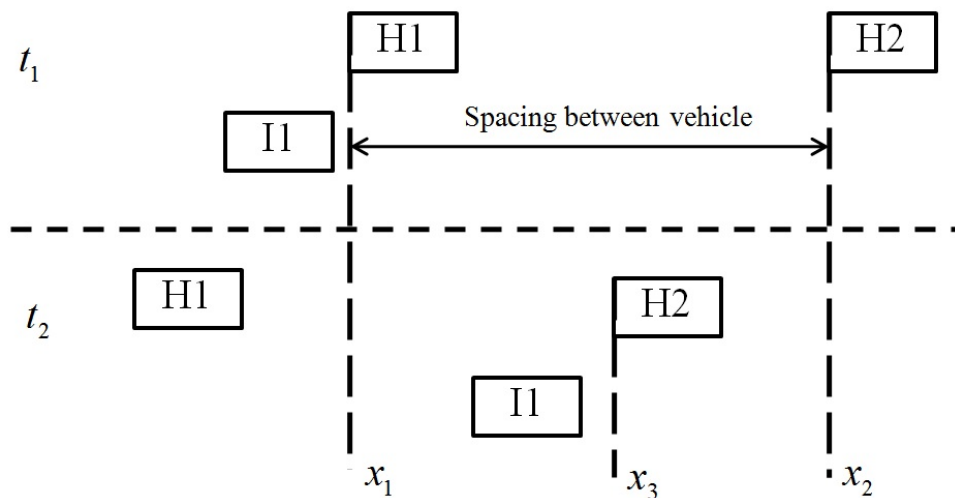 H1 H2
t₁
Spacing between vehicle
I1
H1 H2
t₂
I1
x₁ x₃ x₂